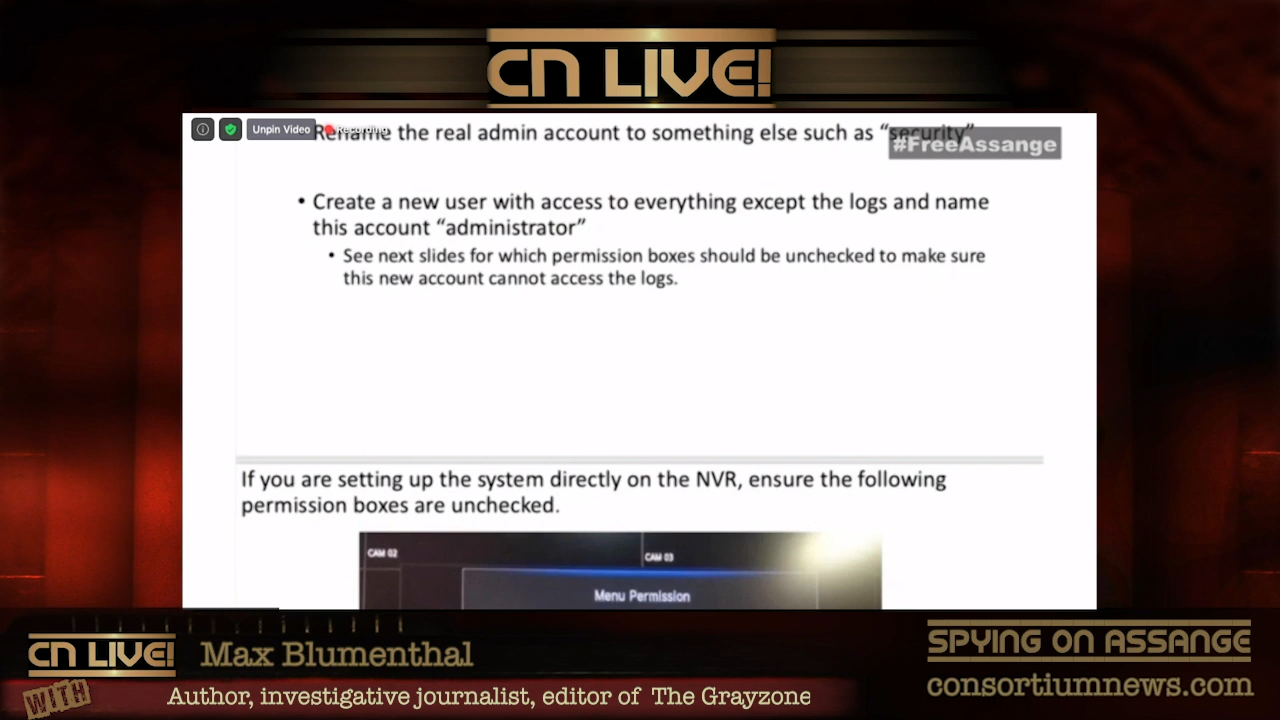 CN LIVE!
Unpin Video
Recording
Rename the real admin account to something else such as “security”
#FreeAssange
• Create a new user with access to everything except the logs and name
this account “administrator”
• See next slides for which permission boxes should be unchecked to make sure
this new account cannot access the logs.
If you are setting up the system directly on the NVR, ensure the following
permission boxes are unchecked.
CAM 02
CAM 03
Menu Permission
CN LIVE!
WITH
Max Blumenthal
Author, investigative journalist, editor of The Grayzone
SPYING ON ASSANGE
consortiumnews.com